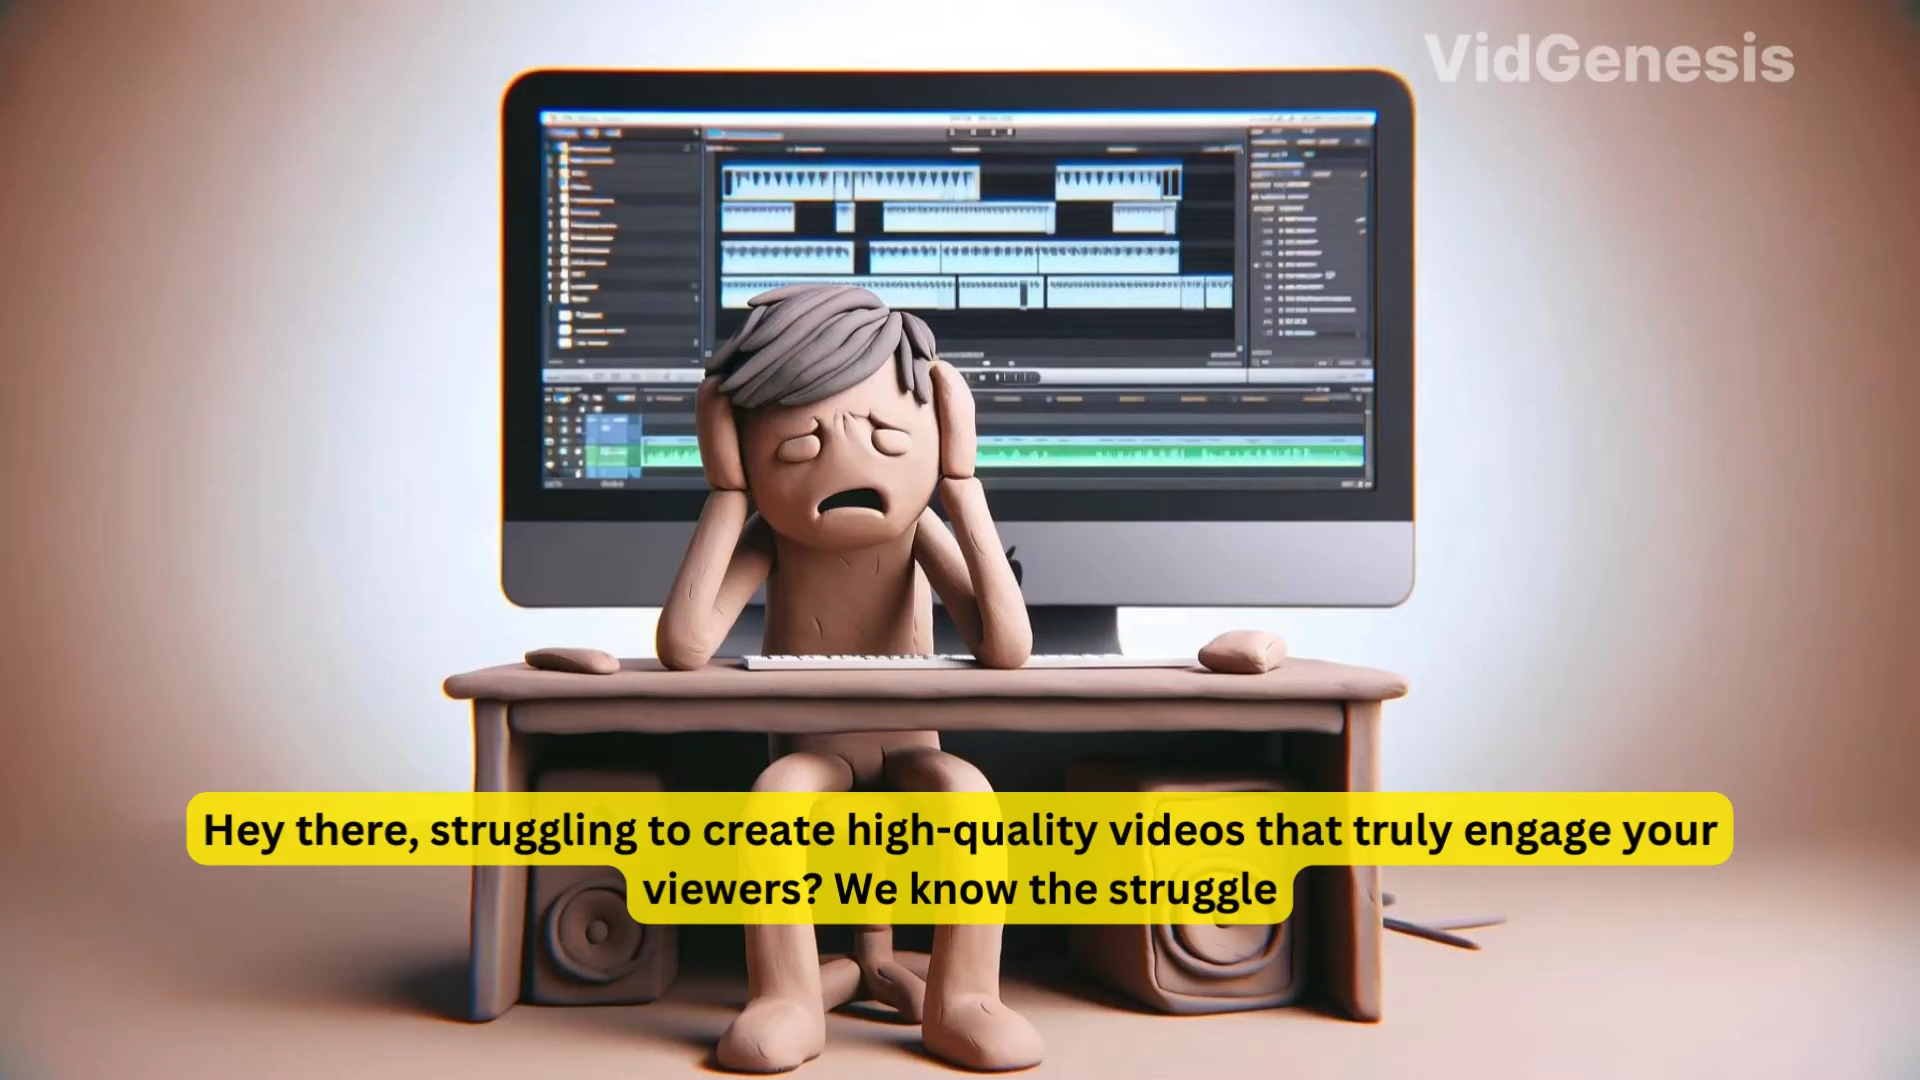 VidGenesis
Hey there, struggling to create high-quality videos that truly engage your
viewers? We know the struggle